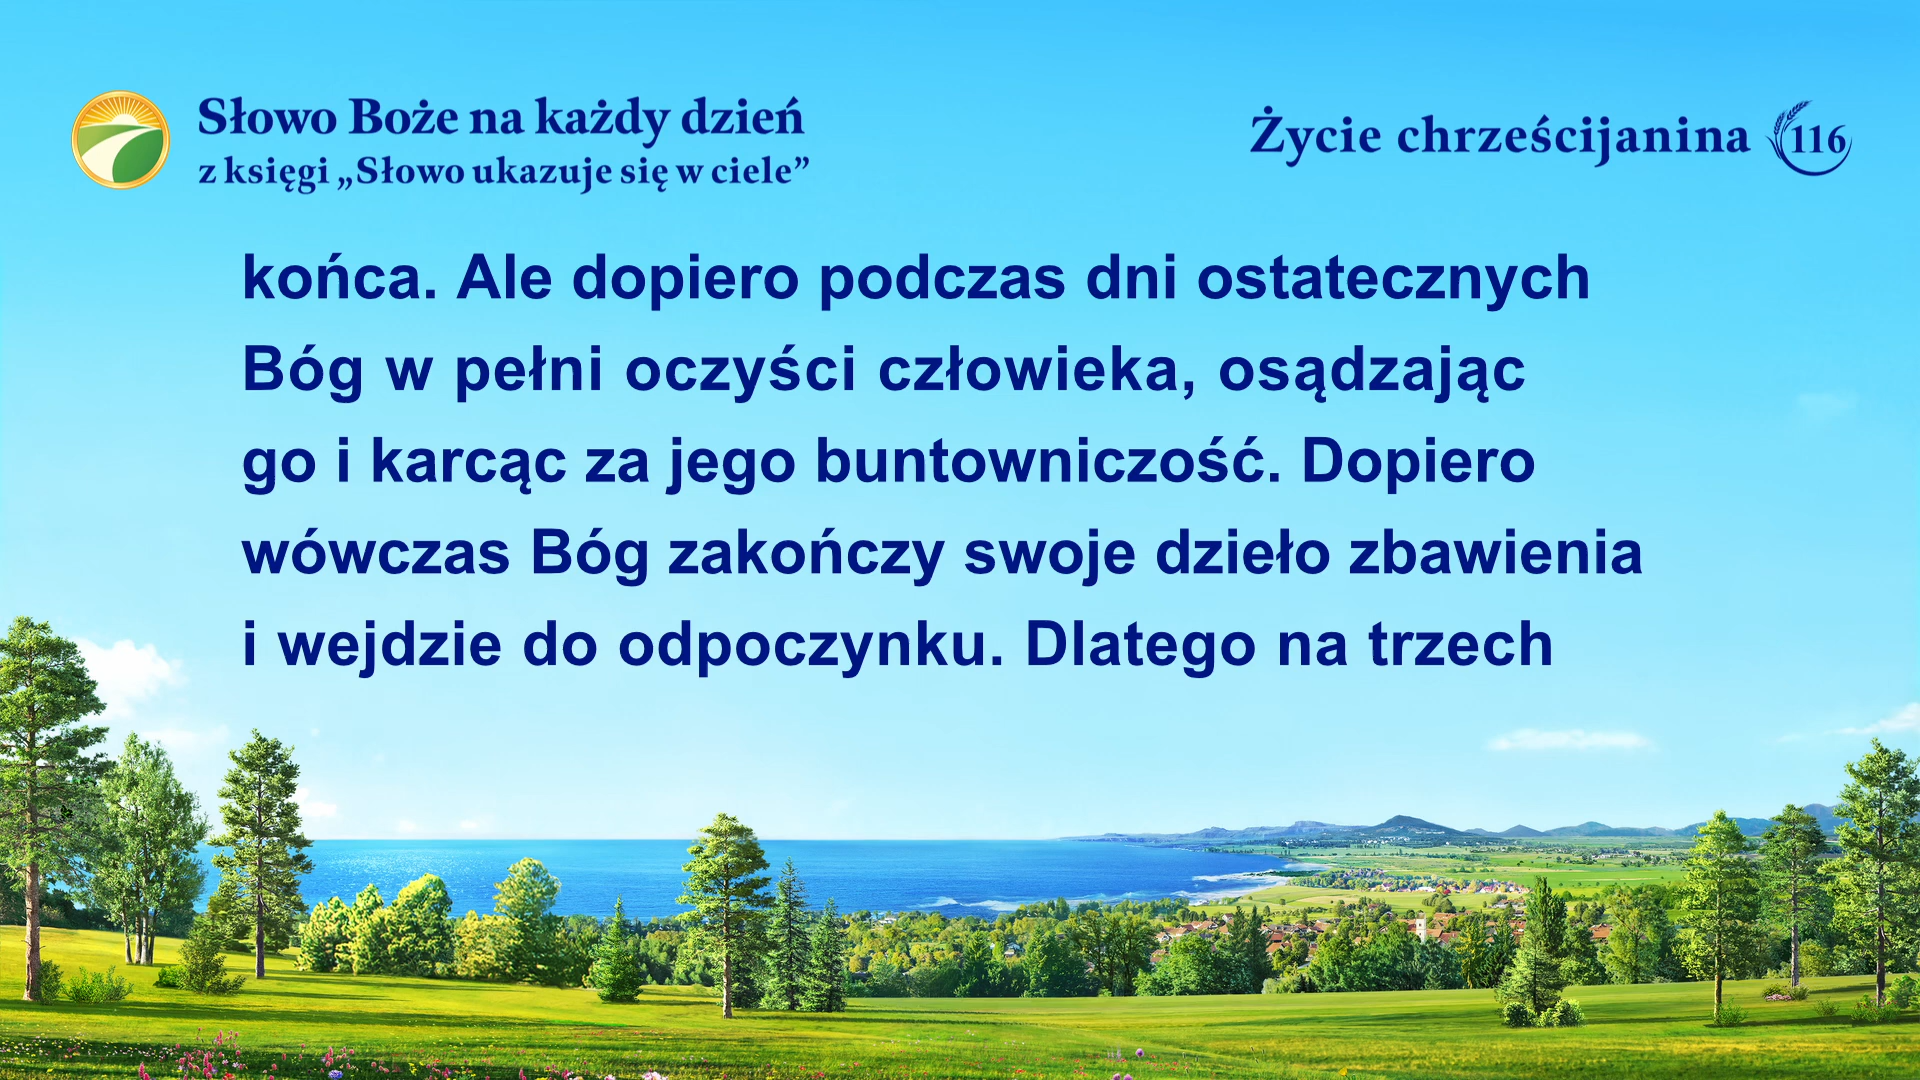 Słowo Boże na każdy dzień
z księgi „Słowo ukazuje się w ciele”
Życie chrześcijanina 116
końca. Ale dopiero podczas dni ostatecznych
Bóg w pełni oczyści człowieka, osądzając
go i karcąc za jego buntowniczość. Dopiero
wówczas Bóg zakończy swoje dzieło zbawienia
i wejdzie do odpoczynku. Dlatego na trzech